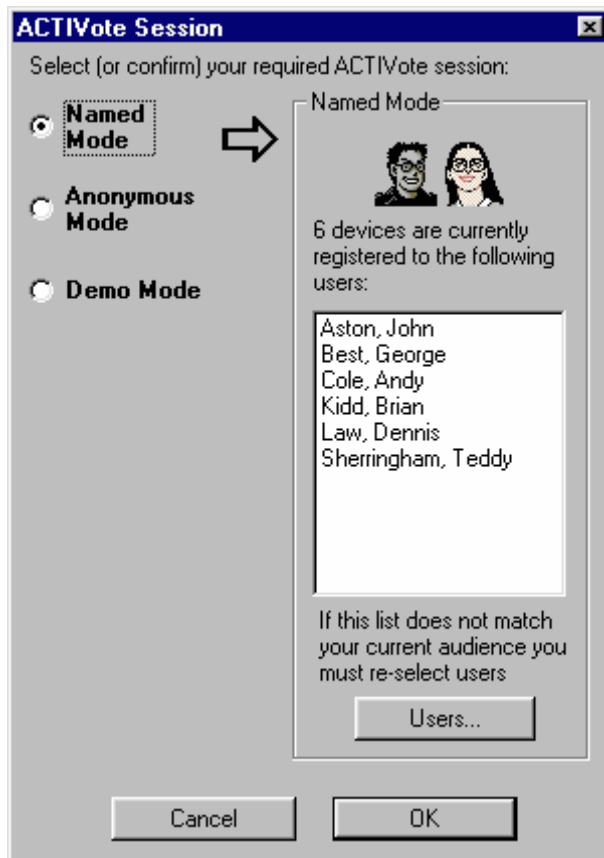 ACTIVote Session
Select (or confirm) your required ACTIVote session:
Named
Mode
Anonymous
Mode
Demo Mode
Named Mode
6 devices are currently
registered to the following
users:
Aston, John
Best, George
Cole, Andy
Kidd, Brian
Law, Dennis
Sherringham, Teddy
If this list does not match
your current audience you
must re-select users
Users...
Cancel
OK